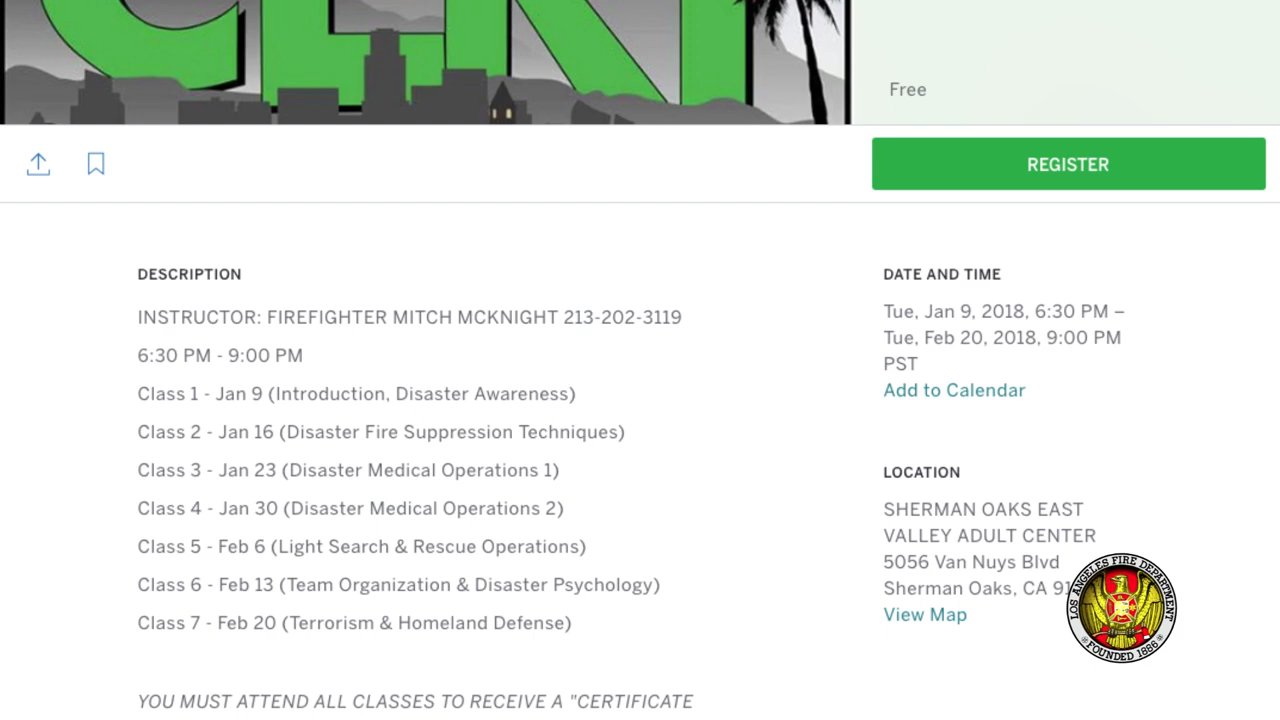 Free
REGISTER
DESCRIPTION
INSTRUCTOR: FIREFIGHTER MITCH MCKNIGHT 213-202-3119
6:30 PM - 9:00 PM
Class 1 - Jan 9 (Introduction, Disaster Awareness)
Class 2 - Jan 16 (Disaster Fire Suppression Techniques)
Class 3 - Jan 23 (Disaster Medical Operations 1)
Class 4 - Jan 30 (Disaster Medical Operations 2)
Class 5 - Feb 6 (Light Search & Rescue Operations)
Class 6 - Feb 13 (Team Organization & Disaster Psychology)
Class 7 - Feb 20 (Terrorism & Homeland Defense)
YOU MUST ATTEND ALL CLASSES TO RECEIVE A "CERTIFICATE
DATE AND TIME
Tue, Jan 9, 2018, 6:30 PM –
Tue, Feb 20, 2018, 9:00 PM
PST
Add to Calendar
LOCATION
SHERMAN OAKS EAST
VALLEY ADULT CENTER
5056 Van Nuys Blvd
Sherman Oaks, CA
View Map
LOS ANGELES FIRE DEPARTMENT
FOUNDED 1886